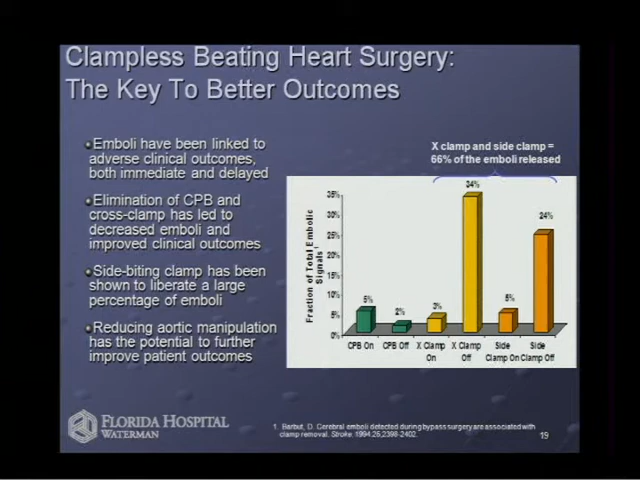 Clampless Beating Heart Surgery:
The Key To Better Outcomes
•Emboli have been linked to
adverse clinical outcomes,
both immediate and delayed
•Elimination of CPB and
cross-clamp has led to
decreased emboli and
improved clinical outcomes
•Side-biting clamp has been
shown to liberate a large
percentage of emboli
•Reducing aortic manipulation
has the potential to further
improve patient outcomes
X clamp and side clamp =
66% of the emboli released
Fraction of Total Embolic
Signals¹
35%
30%
25%
20%
15%
10%
5%
0%
5%
2%
3%
34%
5%
24%
CPB On
CPB Off
X Clamp
On
X Clamp
Off
Side
Clamp On
Side
Clamp Off
FLORIDA HOSPITAL
WATERMAN
1. Barbut, D. Cerebral emboli detected during bypass surgery are associated with
clamp removal. Stroke. 1994;25,2398-2402.
19